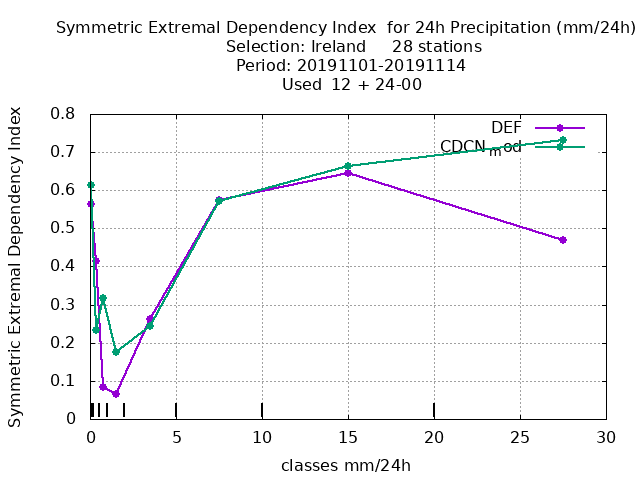 Symmetric Extremal Dependency Index  for 24h Precipitation (mm/24h)
Selection: Ireland     28 stations
Period: 20191101-20191114
Used  12 + 24-00
Symmetric Extremal Dependency Index
0.8
0.7
0.6
0.5
0.4
0.3
0.2
0.1
0
DEF
CDCN_mod
0 5 10 15 20 25 30
classes mm/24h